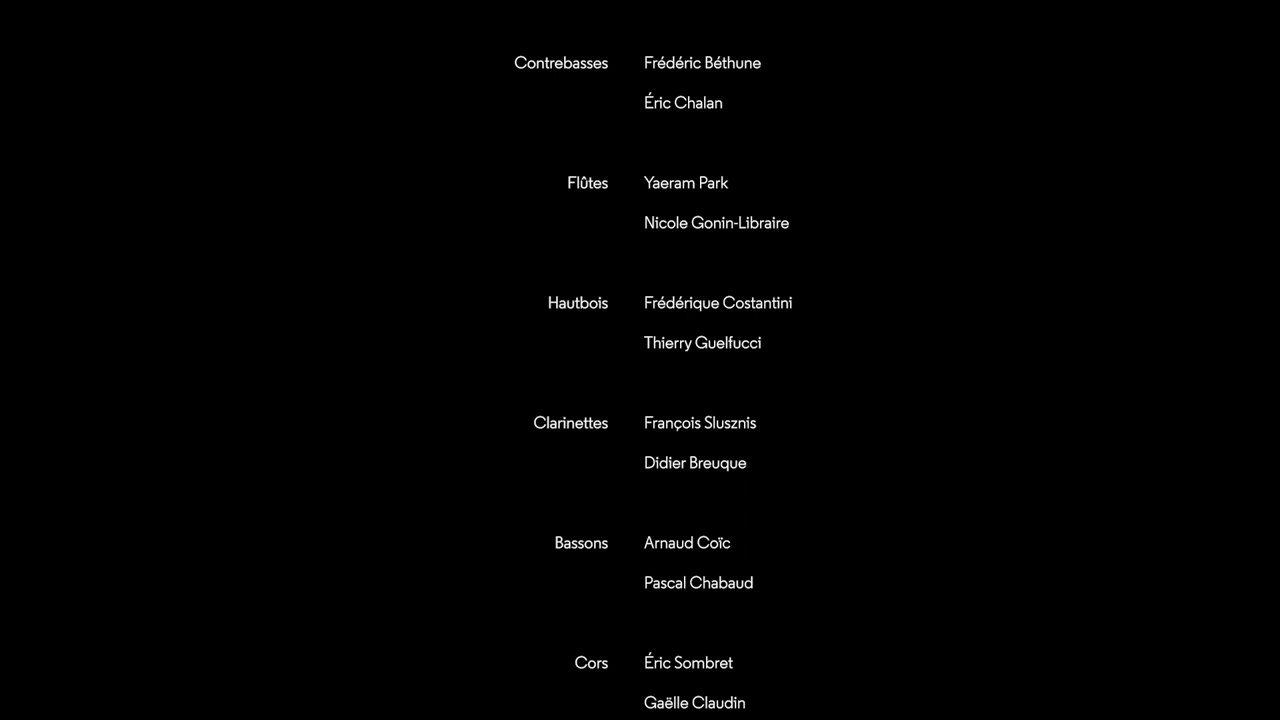 Contrebasses Frédéric Béthune
Éric Chalan
Flûtes Yaeram Park
Nicole Gonin-Libraire
Hautbois Frédérique Costantini
Thierry Guelfucci
Clarinettes François Slusznis
Didier Breuque
Bassons Arnaud Coïc
Pascal Chabaud
Cors Éric Sombret
Gaëlle Claudin